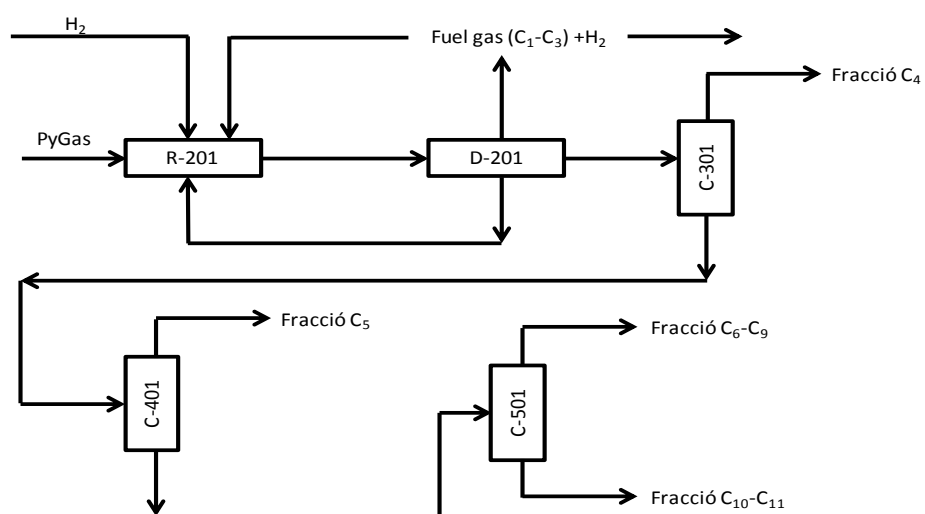 H₂
Fuel gas (C₁-C₃) +H₂
Fracció C₄
PyGas
R-201
D-201
C-301
Fracció C₅
Fracció C₆-C₉
C-401
C-501
Fracció C₁₀-C₁₁